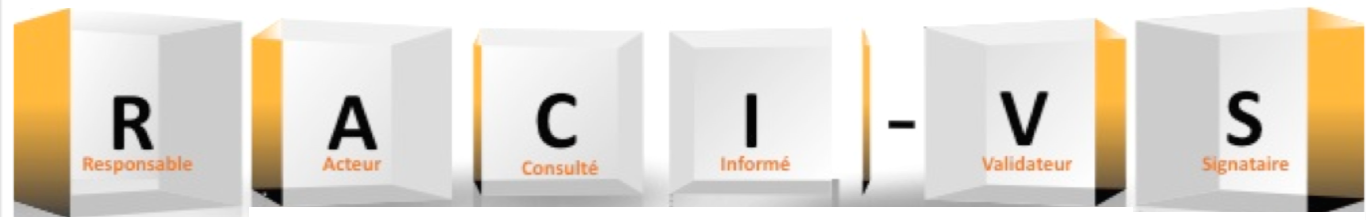 R A C I - V S
Responsable Acteur Consulté Informé Validateur Signataire